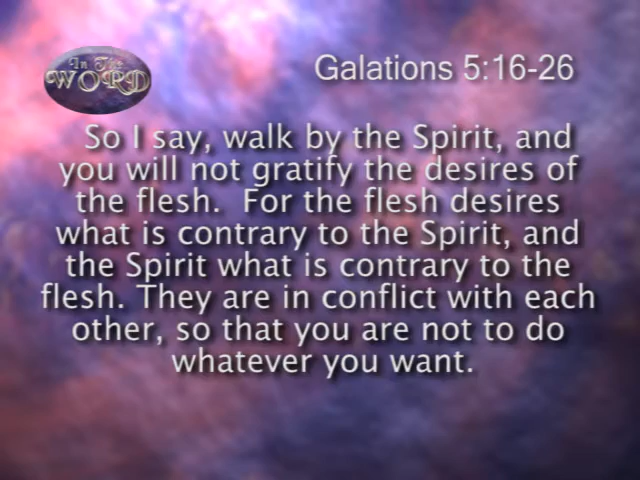 In The
WORD
Galations 5:16-26
So I say, walk by the Spirit, and
you will not gratify the desires of
the flesh. For the flesh desires
what is contrary to the Spirit, and
the Spirit what is contrary to the
flesh. They are in conflict with each
other, so that you are not to do
whatever you want.